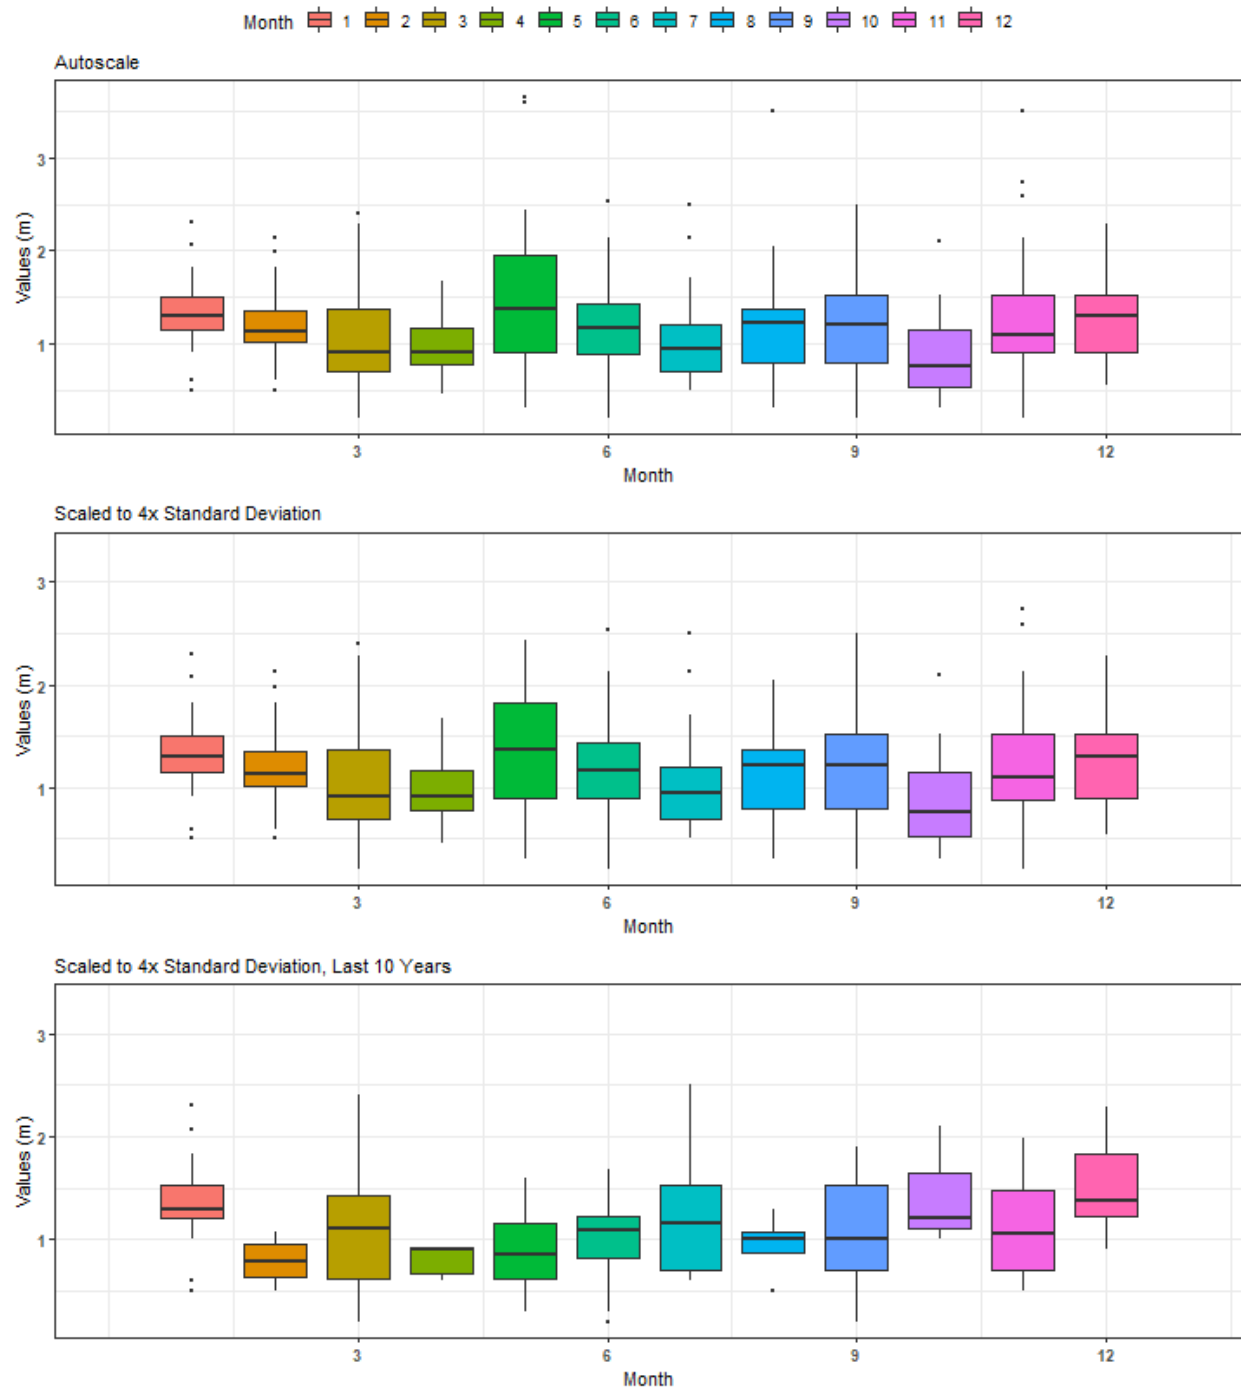 Month 1 2 3 4 5 6 7 8 9 10 11 12
Autoscale
Values (m)
3
2
1
3 6 9 12
Month
Scaled to 4x Standard Deviation
Values (m)
3
2
1
3 6 9 12
Month
Scaled to 4x Standard Deviation, Last 10 Years
Values (m)
3
2
1
3 6 9 12
Month